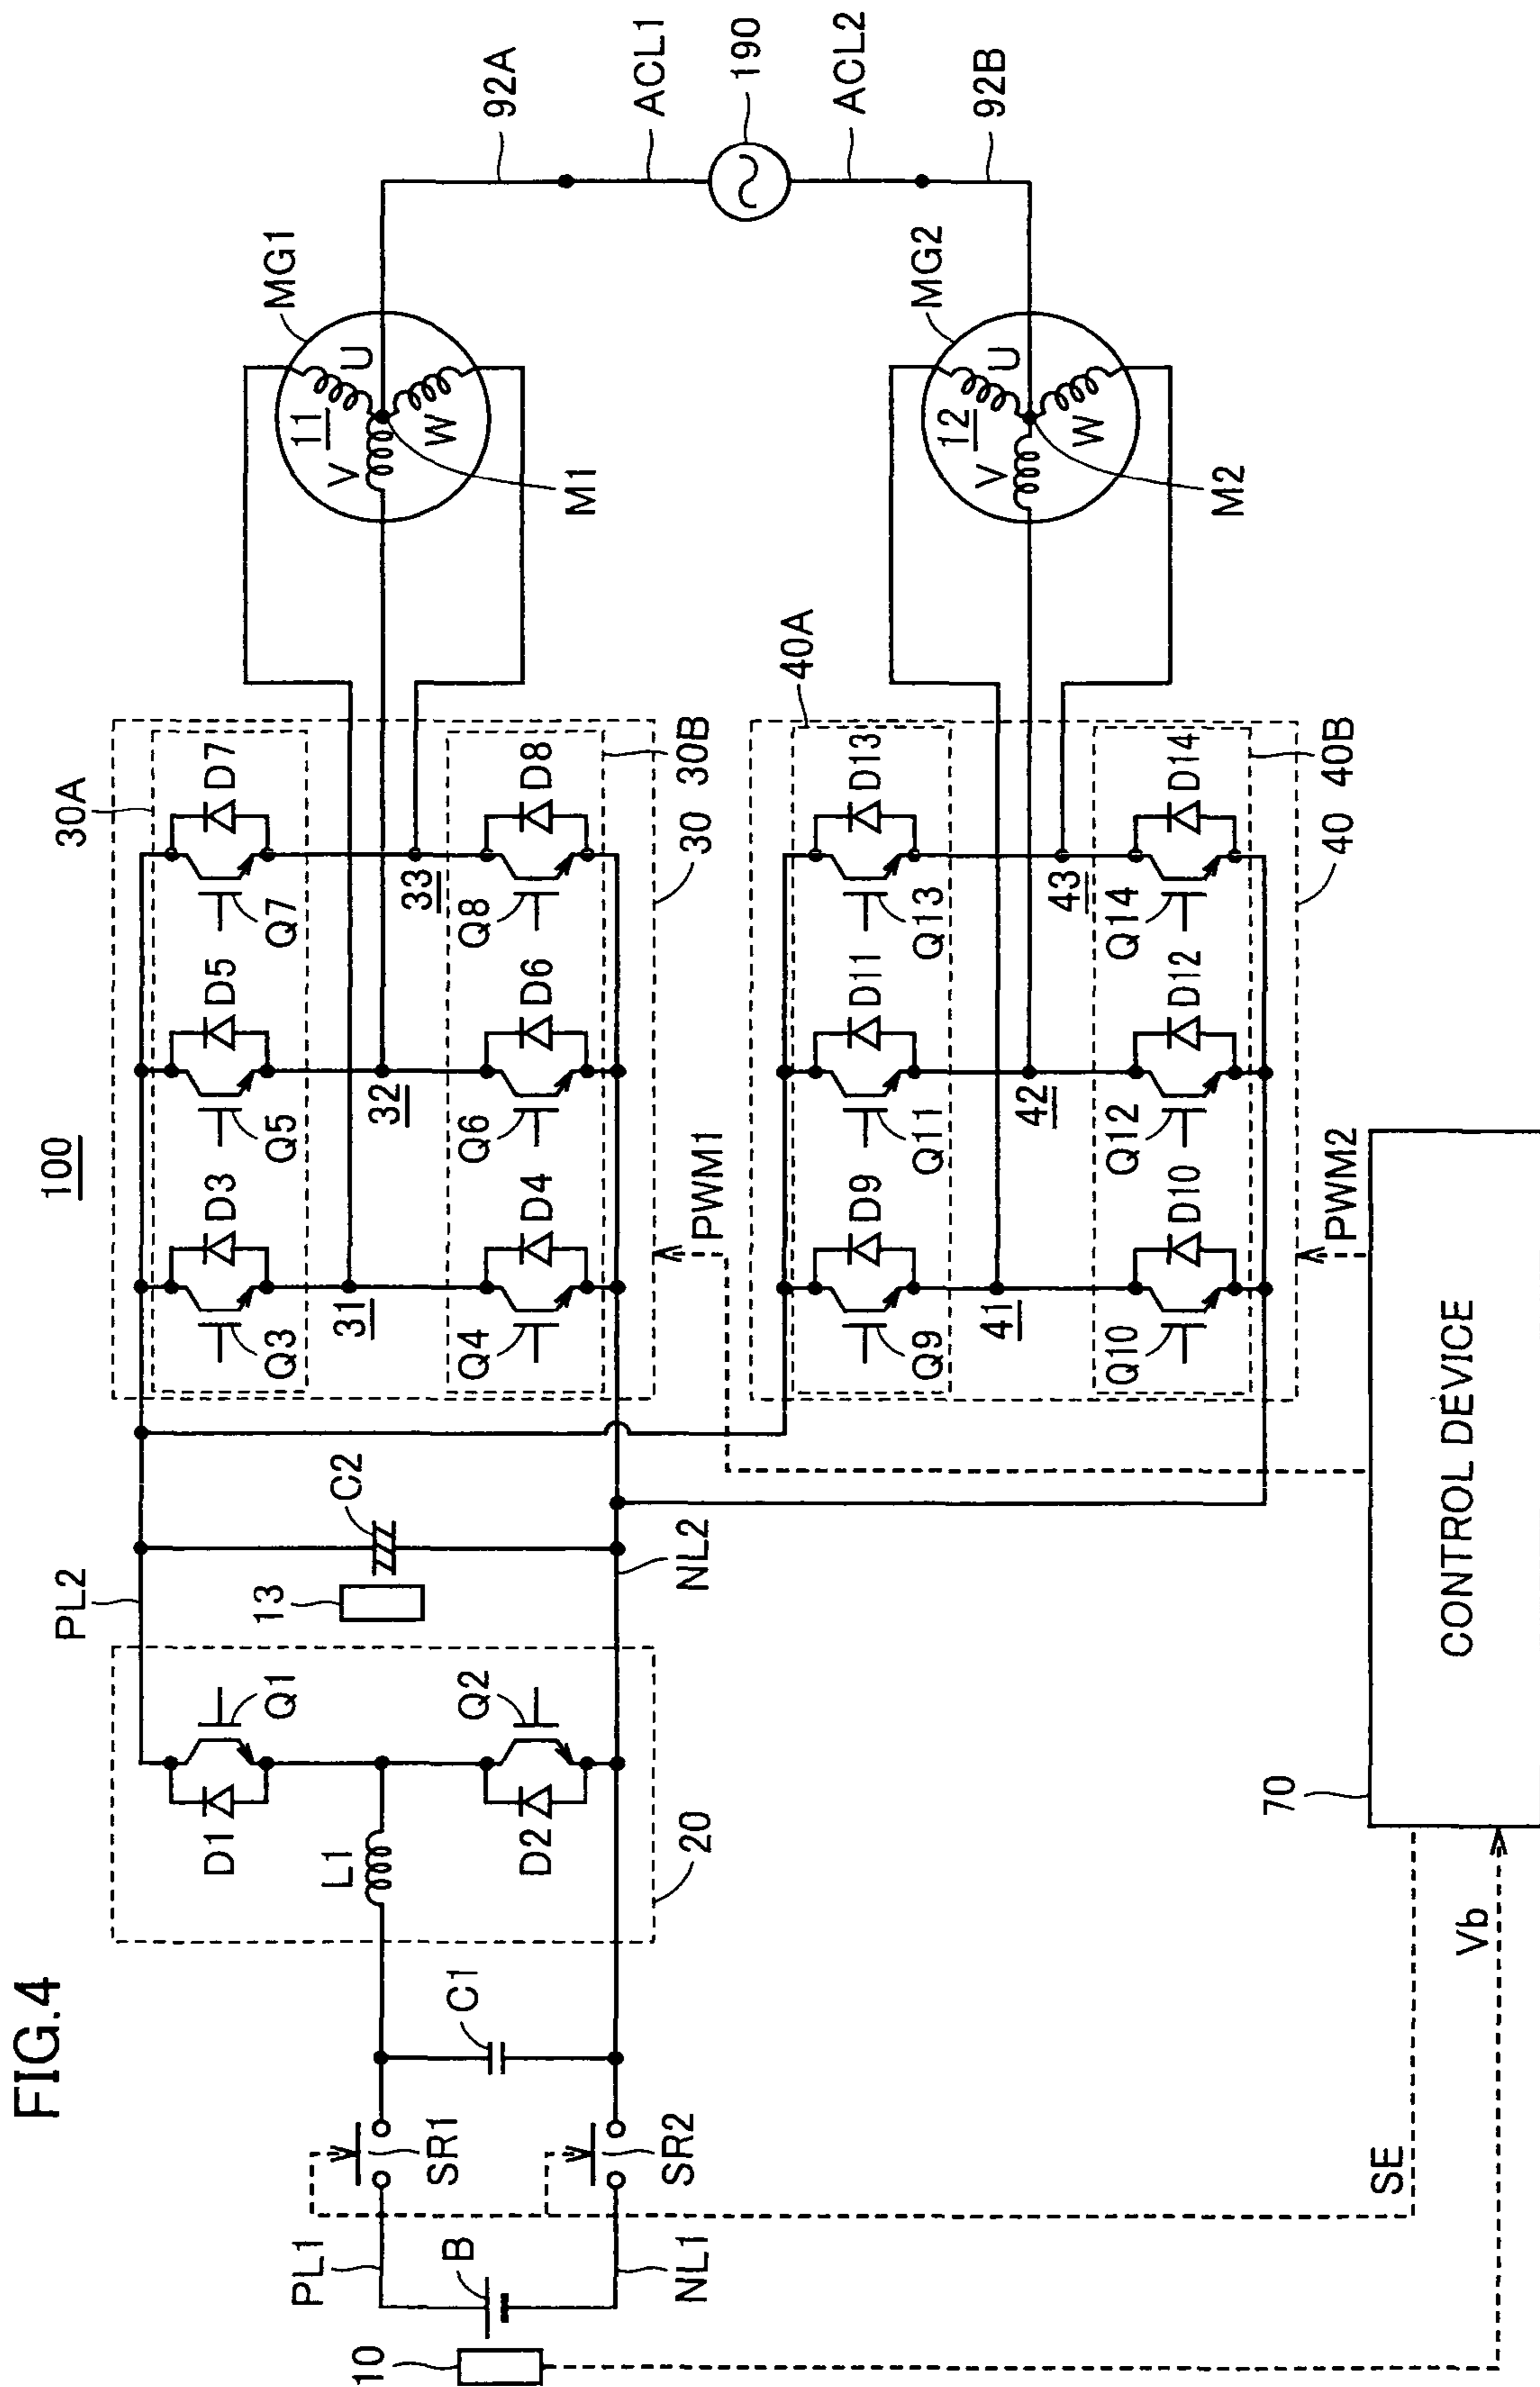 FIG.4
100
30A
PL2
D7
D5
D3
Q7
Q5
Q3
Q1
D1
13
C2
L1
31
32
33
D8
D6
D4
Q8
Q6
Q4
Q2
D2
20
30
30B
NL2
PWM1
MG1
11
U
V
W
M1
92A
ACL1
190
ACL2
92B
PL1
SR1
C1
B
10
SR2
NL1
40A
D13
D11
D9
Q13
Q11
Q9
41
42
43
D14
D12
D10
Q14
Q12
Q10
40
40B
MG2
12
U
V
W
M2
PWM2
70
CONTROL DEVICE
SE
Vb